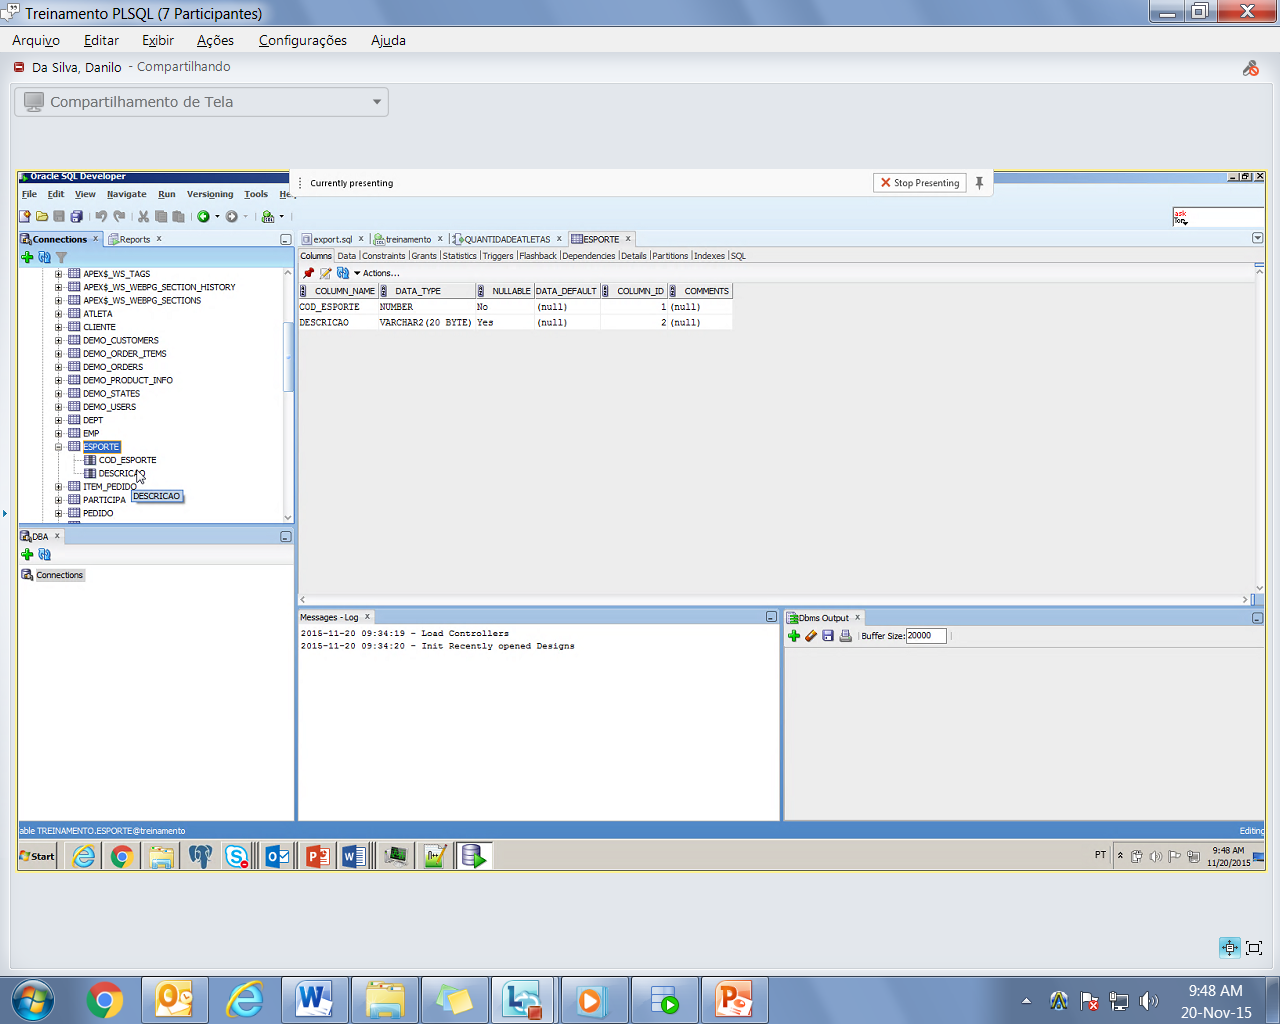 Treinamento PLSQL (7 Participantes)
Arquivo Editar Exibir Ações Configurações Ajuda
Da Silva, Danilo - Compartilhando
Compartilhamento de Tela
Oracle SQL Developer
Currently presenting
Stop Presenting
File Edit View Navigate Run Versioning Tools He
ask
Tom
Connections x
Reports x
export.sql x
treinamento x
QUANTIDADEATLETAS x
ESPORTE x
Columns Data Constraints Grants Statistics Triggers Flashback Dependencies Details Partitions Indexes SQL
Actions...
COLUMN_NAME DATA_TYPE NULLABLE DATA_DEFAULT COLUMN_ID COMMENTS
COD_ESPORTE NUMBER No (null) 1 (null)
DESCRICAO VARCHAR2(20 BYTE) Yes (null) 2 (null)
APEX$_WS_TAGS
APEX$_WS_WEBPG_SECTION_HISTORY
APEX$_WS_WEBPG_SECTIONS
ATLETA
CLIENTE
DEMO_CUSTOMERS
DEMO_ORDER_ITEMS
DEMO_ORDERS
DEMO_PRODUCT_INFO
DEMO_STATES
DEMO_USERS
DEPT
EMP
ESPORTE
COD_ESPORTE
DESCRICAO
ITEM_PEDIDO
DESCRICAO
PARTICIPA
PEDIDO
DBA x
Connections
Messages - Log x
2015-11-20 09:34:19 - Load Controllers
2015-11-20 09:34:20 - Init Recently opened Designs
Dbms Output x
Buffer Size: 20000
able TREINAMENTO.ESPORTE@treinamento
Editing
Start
PT
9:48 AM
11/20/2015
9:48 AM
20-Nov-15